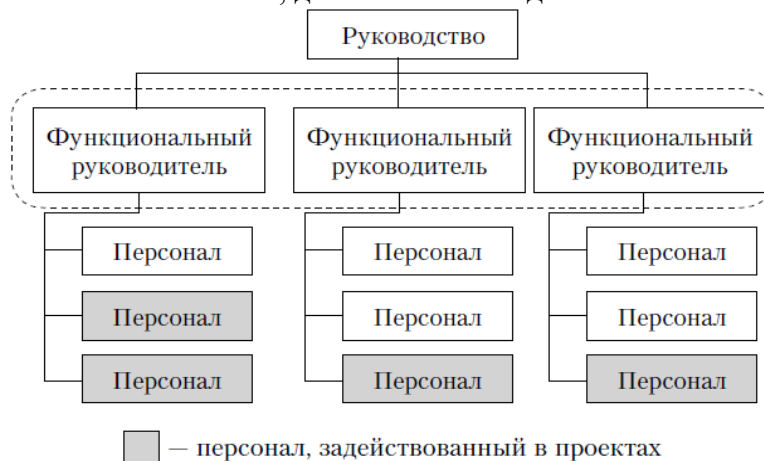 Руководство
Функциональный
руководитель
Функциональный
руководитель
Функциональный
руководитель
Персонал
Персонал
Персонал
Персонал
Персонал
Персонал
Персонал
Персонал
Персонал
— персонал, задействованный в проектах